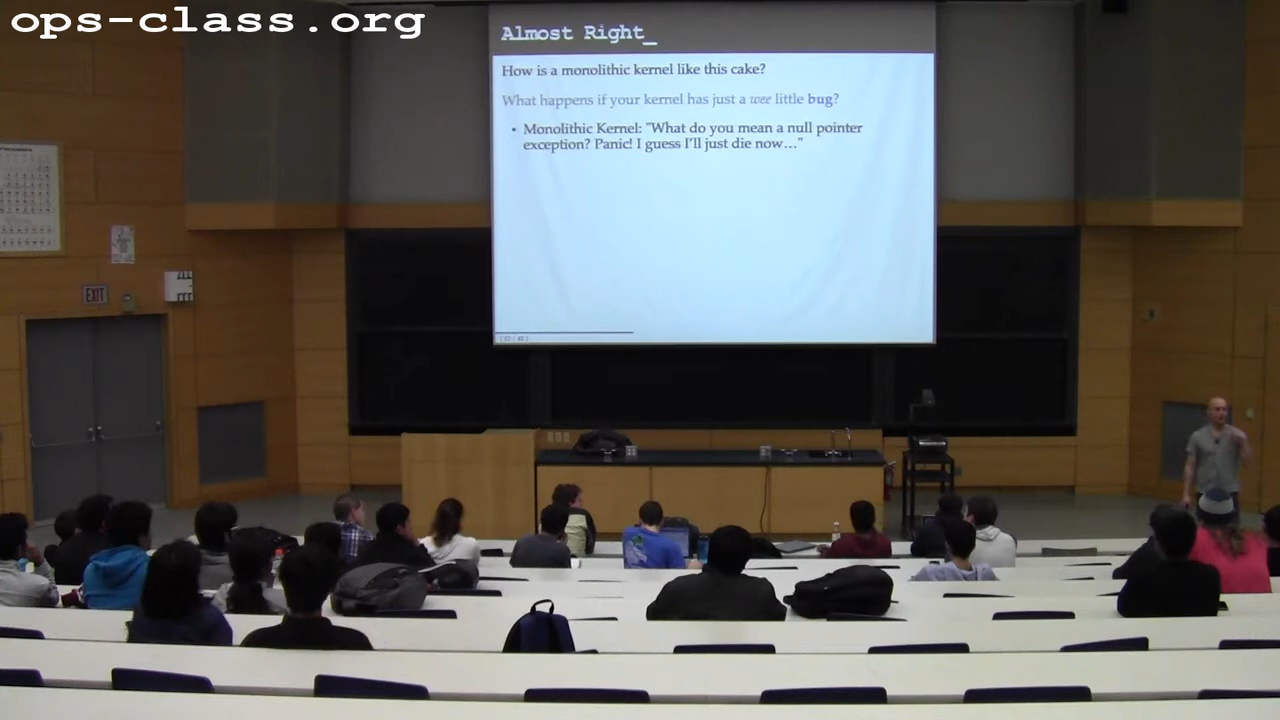 ops-class.org
Almost Right_
How is a monolithic kernel like this cake?
What happens if your kernel has just a wee little bug?
• Monolithic Kernel: "What do you mean a null pointer
exception? Panic! I guess I'll just die now…"
EXIT